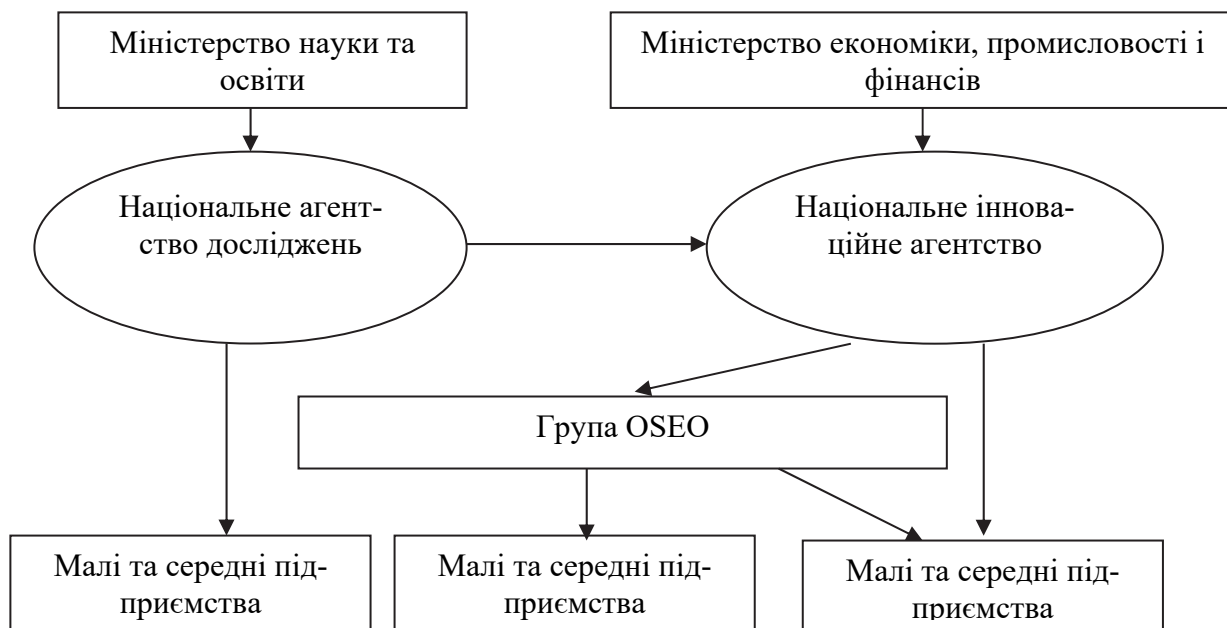 Міністерство науки та
освіти
Міністерство економіки, промисловості і
фінансів
Національне агент-
ство досліджень
Національне іннова-
ційне агентство
Група OSEO
Малі та середні під-
приємства
Малі та середні під-
приємства
Малі та середні під-
приємства